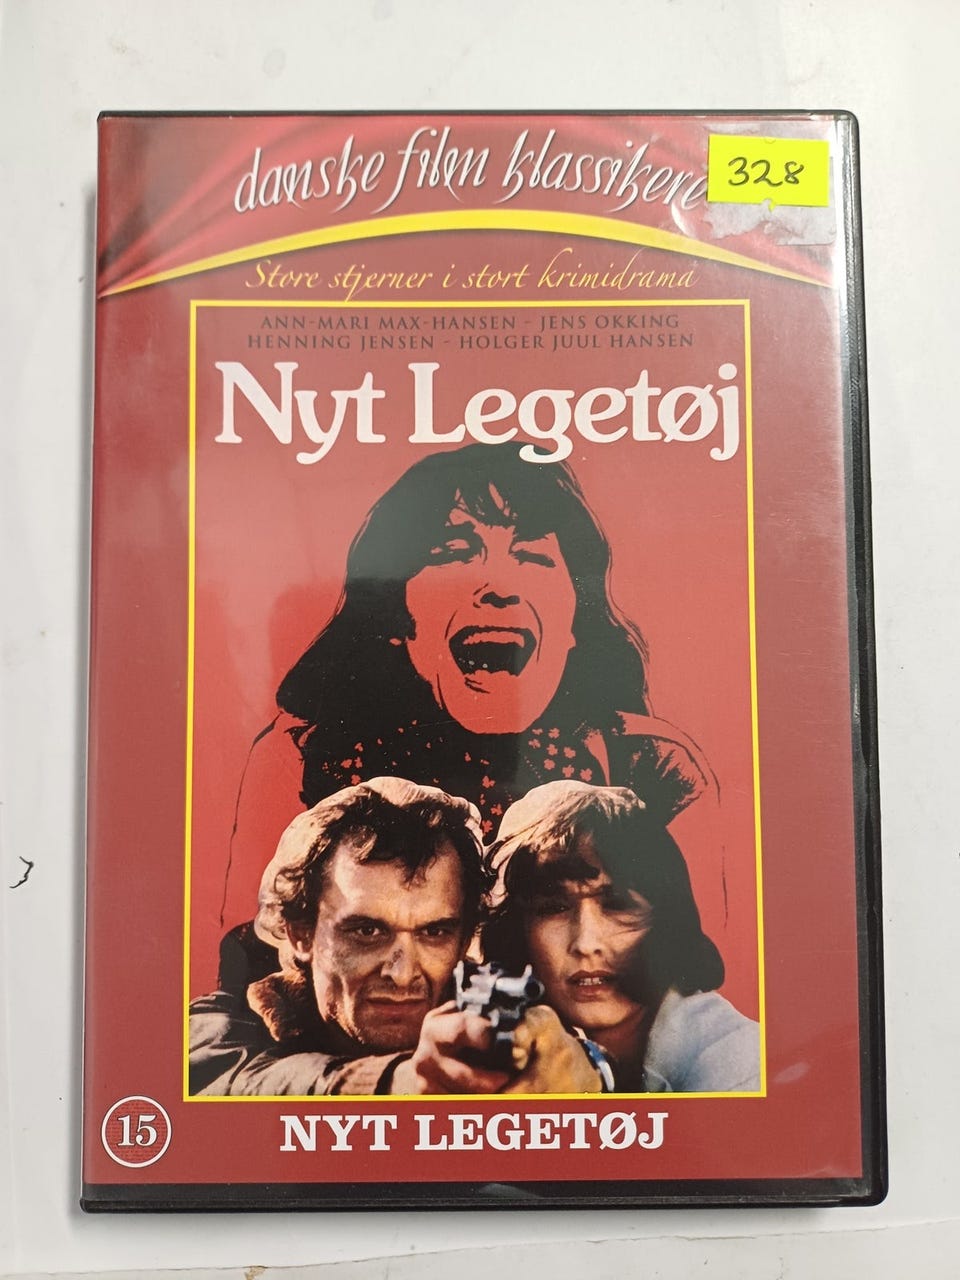 danske film klassikere
328
Store stjerner i stort krimidrama
ANN-MARI MAX-HANSEN - JENS OKKING
HENNING JENSEN - HOLGER JUUL HANSEN
Nyt Legetøj
15
NYT LEGETØJ